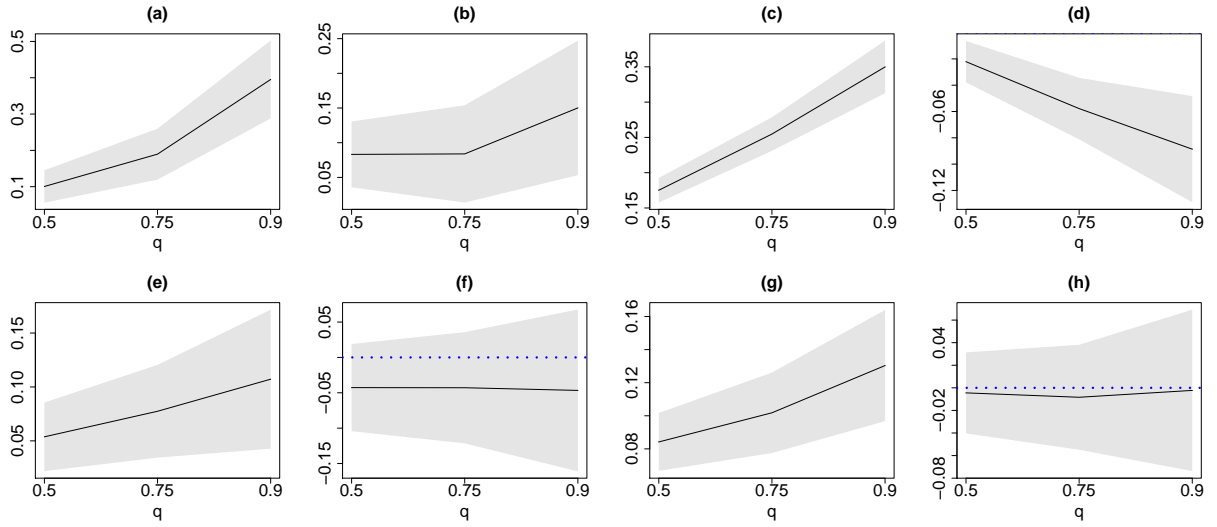 (a)
0.1 0.3 0.5
0.5 0.75 0.9
q
(b)
0.05 0.15 0.25
0.5 0.75 0.9
q
(c)
0.15 0.25 0.35
0.5 0.75 0.9
q
(d)
−0.12 −0.06
0.5 0.75 0.9
q
(e)
0.05 0.10 0.15
0.5 0.75 0.9
q
(f)
−0.15 −0.05 0.05
0.5 0.75 0.9
q
(g)
0.08 0.12 0.16
0.5 0.75 0.9
q
(h)
−0.08 −0.02 0.04
0.5 0.75 0.9
q